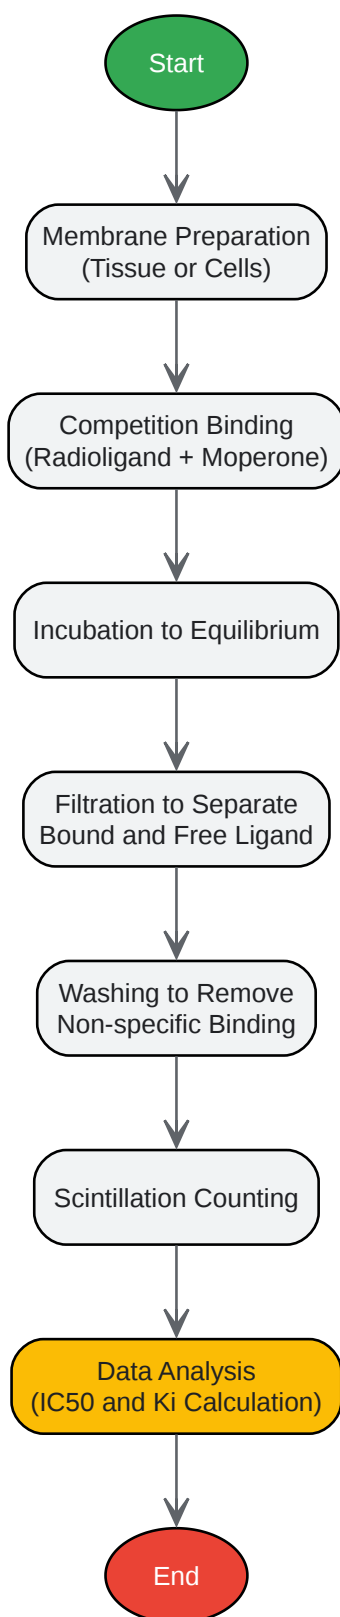 Start
Membrane Preparation
(Tissue or Cells)
Competition Binding
(Radioligand + Moperone)
Incubation to Equilibrium
Filtration to Separate
Bound and Free Ligand
Washing to Remove
Non-specific Binding
Scintillation Counting
Data Analysis
(IC50 and Ki Calculation)
End